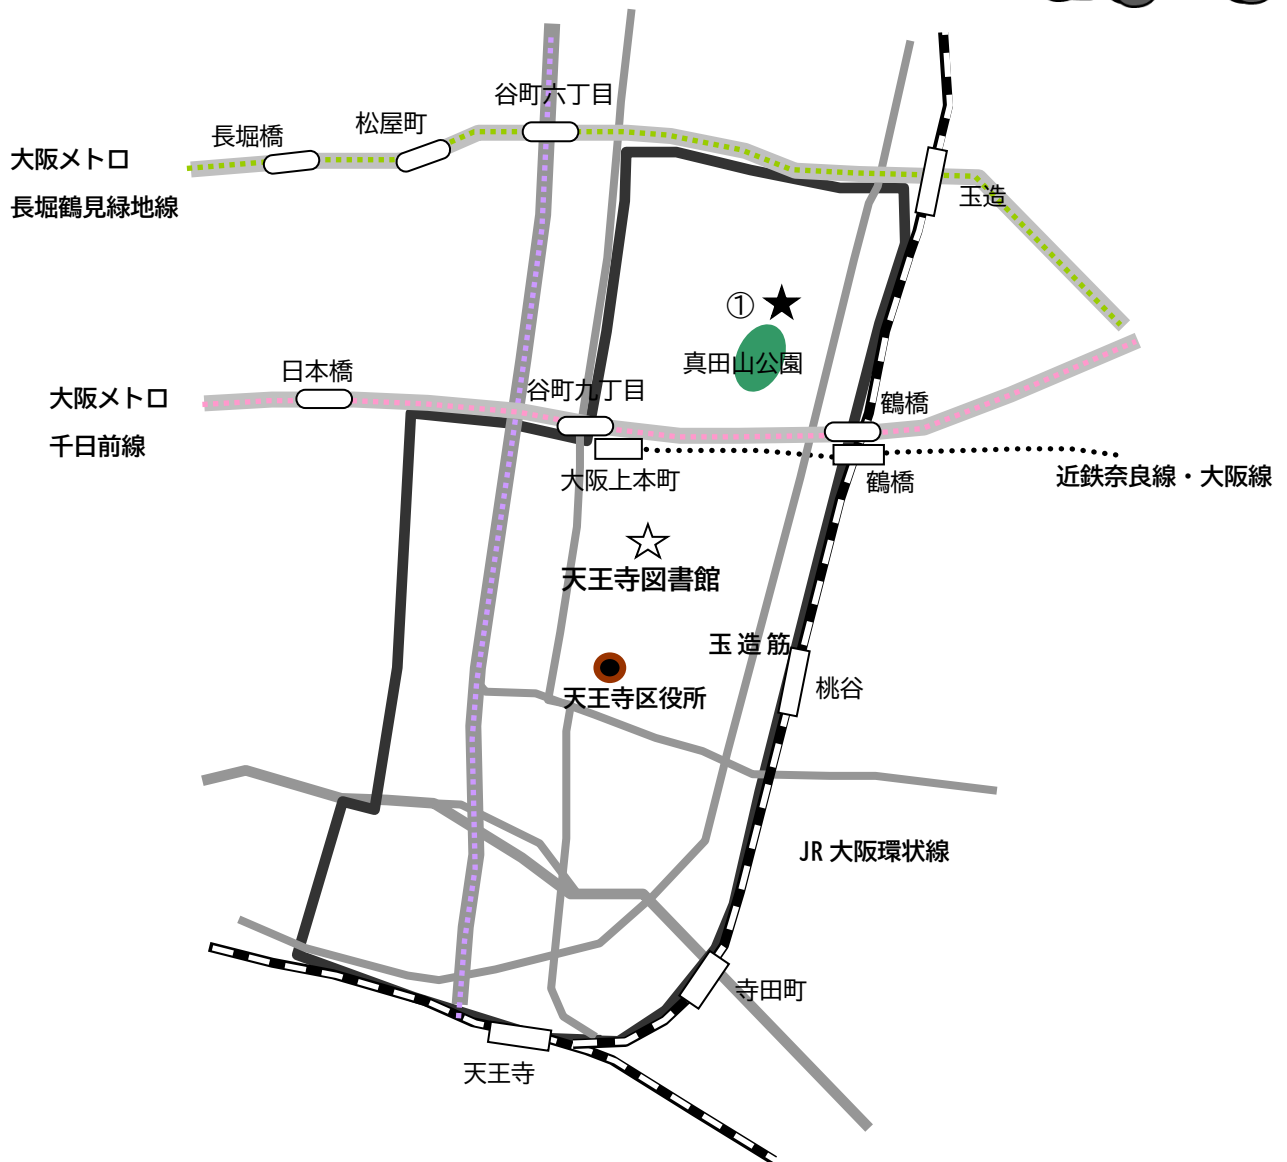 谷町六丁目
松屋町
長堀橋
大阪メトロ
長堀鶴見緑地線
玉造
①
真田山公園
日本橋
谷町九丁目
大阪メトロ
千日前線
鶴橋
大阪上本町
鶴橋
近鉄奈良線・大阪線
天王寺図書館
玉造筋
天王寺区役所
桃谷
JR大阪環状線
寺田町
天王寺